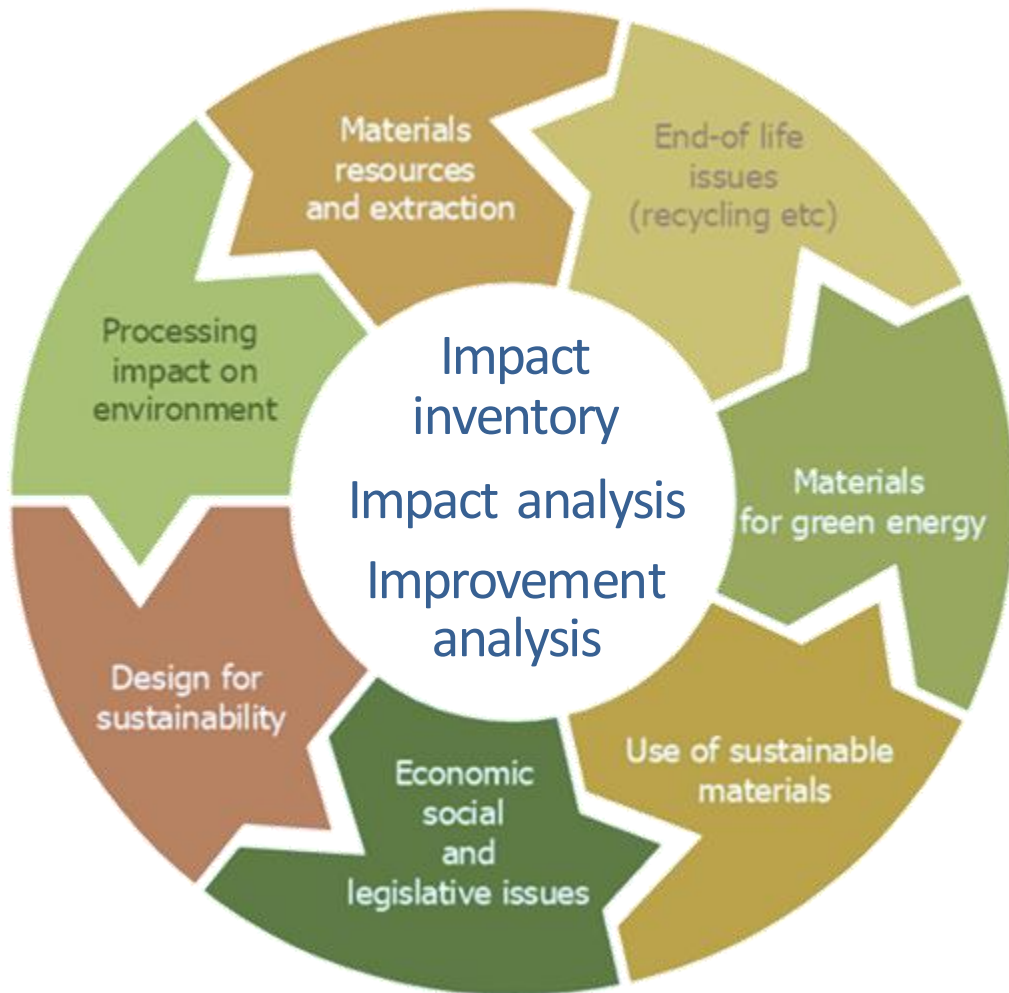 Materials
resources
and extraction
End-of life
issues
(recycling etc)
Processing
impact on
environment
Impact
inventory
Impact analysis
Improvement
analysis
Materials
for green energy
Design for
sustainability
Economic
social
and
legislative issues
Use of sustainable
materials